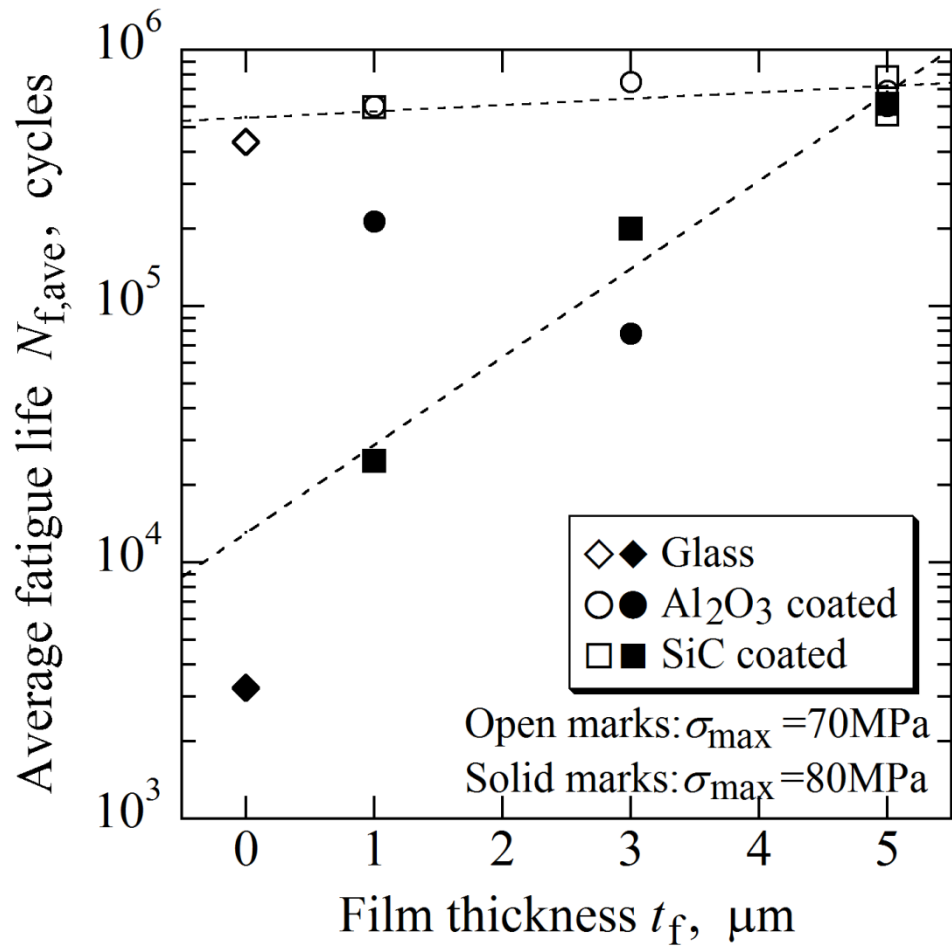 Average fatigue life N_f,ave, cycles
10^6
10^5
10^4
10^3
0 1 2 3 4 5
Film thickness t_f, μm
Glass
Al₂O₃ coated
SiC coated
Open marks: σ_max =70MPa
Solid marks: σ_max =80MPa